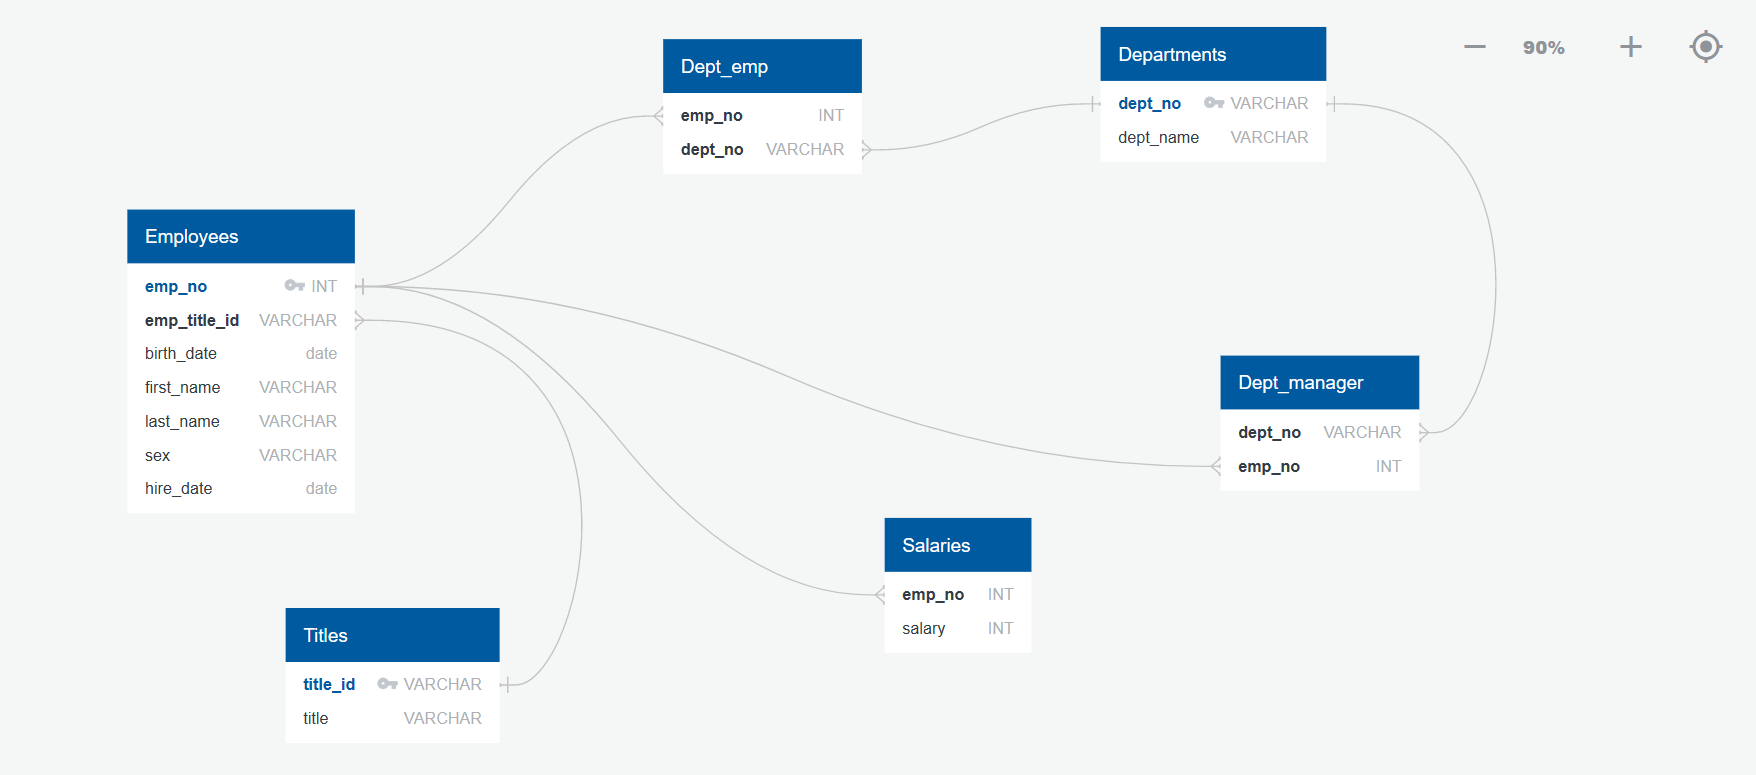 Dept_emp
emp_no INT
dept_no VARCHAR
Departments
dept_no VARCHAR
dept_name VARCHAR
90%
Employees
emp_no INT
emp_title_id VARCHAR
birth_date date
first_name VARCHAR
last_name VARCHAR
sex VARCHAR
hire_date date
Dept_manager
dept_no VARCHAR
emp_no INT
Salaries
emp_no INT
salary INT
Titles
title_id VARCHAR
title VARCHAR